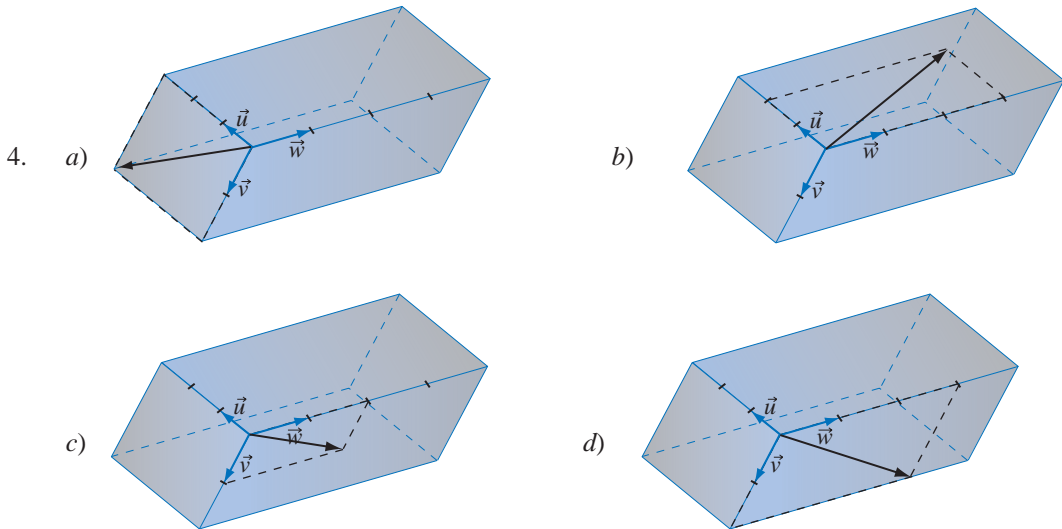 4. a) u⃗ v⃗ w⃗
b) u⃗ v⃗ w⃗
c) u⃗ v⃗ w⃗
d) u⃗ v⃗ w⃗